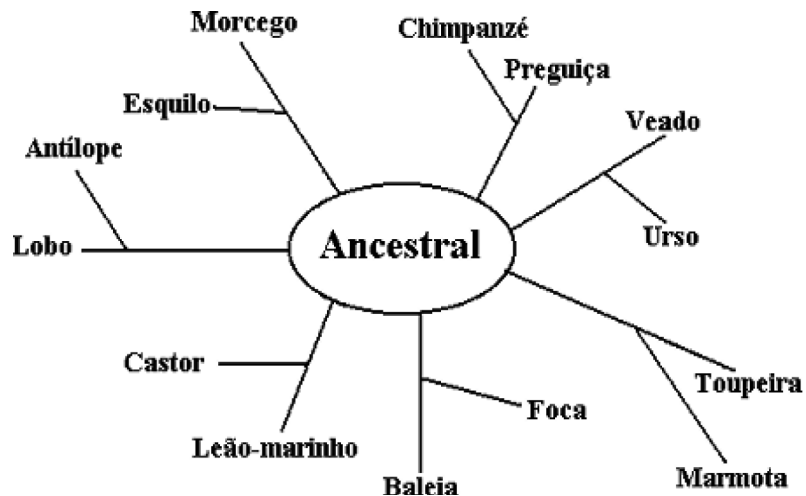 Morcego
Chimpanzé
Preguiça
Esquilo
Veado
Antílope
Urso
Lobo
Ancestral
Castor
Toupeira
Foca
Leão-marinho
Marmota
Baleia